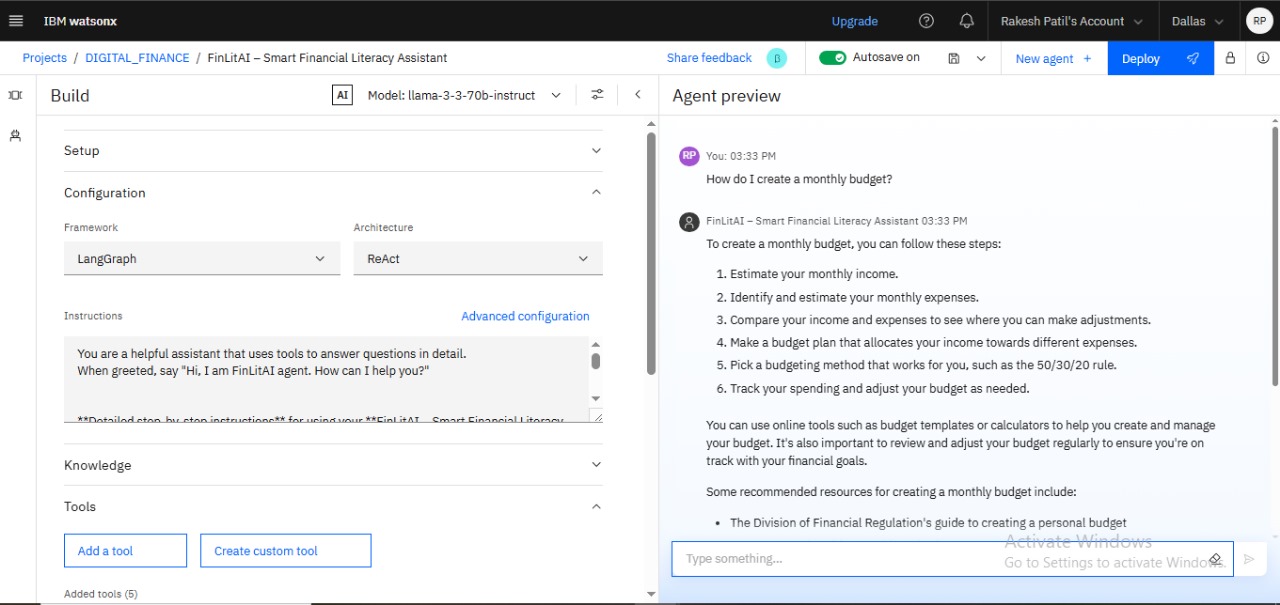 IBM watsonx
Upgrade
Rakesh Patil's Account
Dallas
RP
Projects / DIGITAL_FINANCE / FinLitAI – Smart Financial Literacy Assistant
Share feedback
β
Autosave on
New agent +
Deploy
Build
AI
Model: llama-3-3-70b-instruct
Setup
Configuration
Framework
Architecture
LangGraph
ReAct
Instructions
Advanced configuration
You are a helpful assistant that uses tools to answer questions in detail.
When greeted, say "Hi, I am FinLitAI agent. How can I help you?"
**Detailed step-by-step instructions** for using your **FinLitAI – Smart Financial Literacy
Knowledge
Tools
Add a tool
Create custom tool
Added tools (5)
Agent preview
RP
You: 03:33 PM
How do I create a monthly budget?
FinLitAI – Smart Financial Literacy Assistant 03:33 PM
To create a monthly budget, you can follow these steps:
1. Estimate your monthly income.
2. Identify and estimate your monthly expenses.
3. Compare your income and expenses to see where you can make adjustments.
4. Make a budget plan that allocates your income towards different expenses.
5. Pick a budgeting method that works for you, such as the 50/30/20 rule.
6. Track your spending and adjust your budget as needed.
You can use online tools such as budget templates or calculators to help you create and manage
your budget. It's also important to review and adjust your budget regularly to ensure you're on
track with your financial goals.
Some recommended resources for creating a monthly budget include:
• The Division of Financial Regulation's guide to creating a personal budget
Activate Windows
Type something...
Go to Settings to activate Windows.